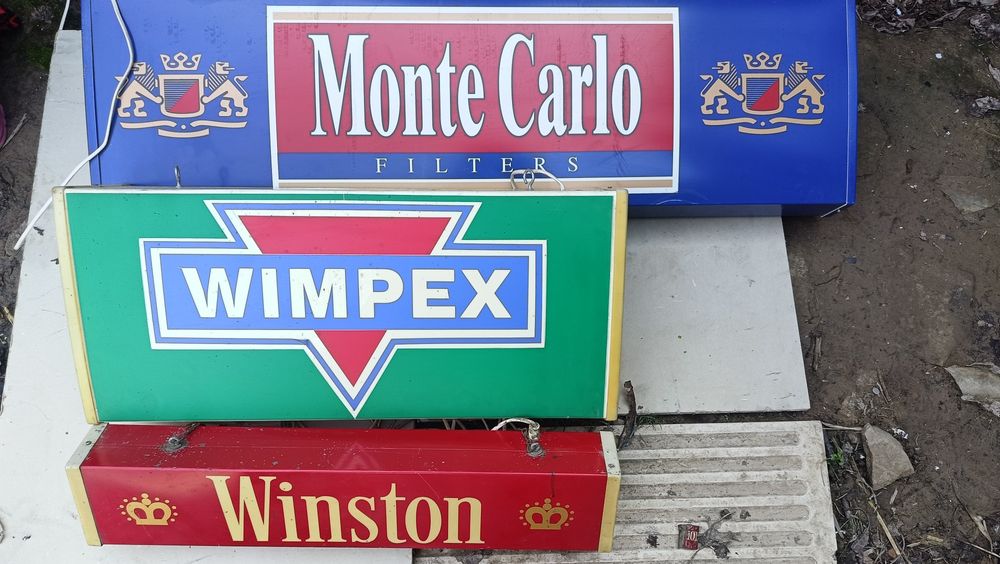 Monte Carlo
FILTERS
WIMPEX
Winston